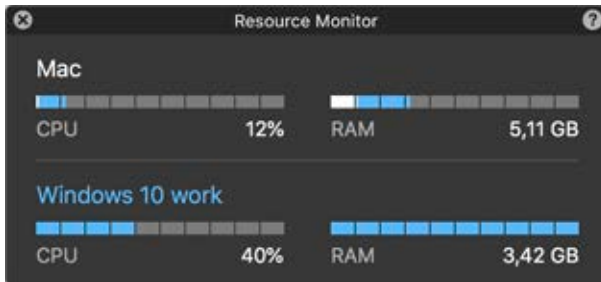 Resource Monitor
Mac
CPU 12% RAM 5,11 GB
Windows 10 work
CPU 40% RAM 3,42 GB